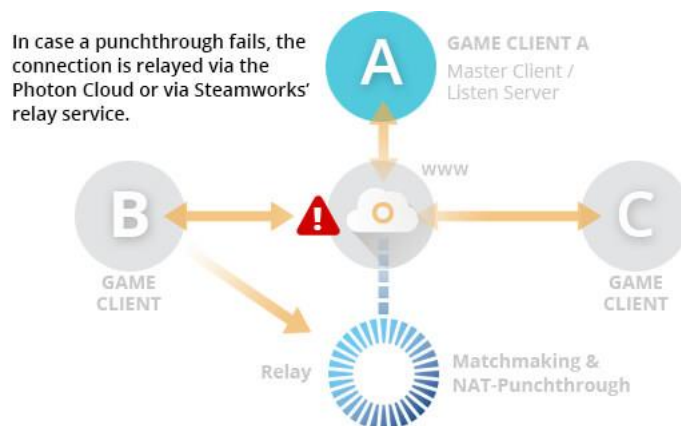 In case a punchthrough fails, the
connection is relayed via the
Photon Cloud or via Steamworks'
relay service.
A
GAME CLIENT A
Master Client /
Listen Server
www
B
C
GAME
CLIENT
GAME
CLIENT
Relay
Matchmaking &
NAT-Punchthrough